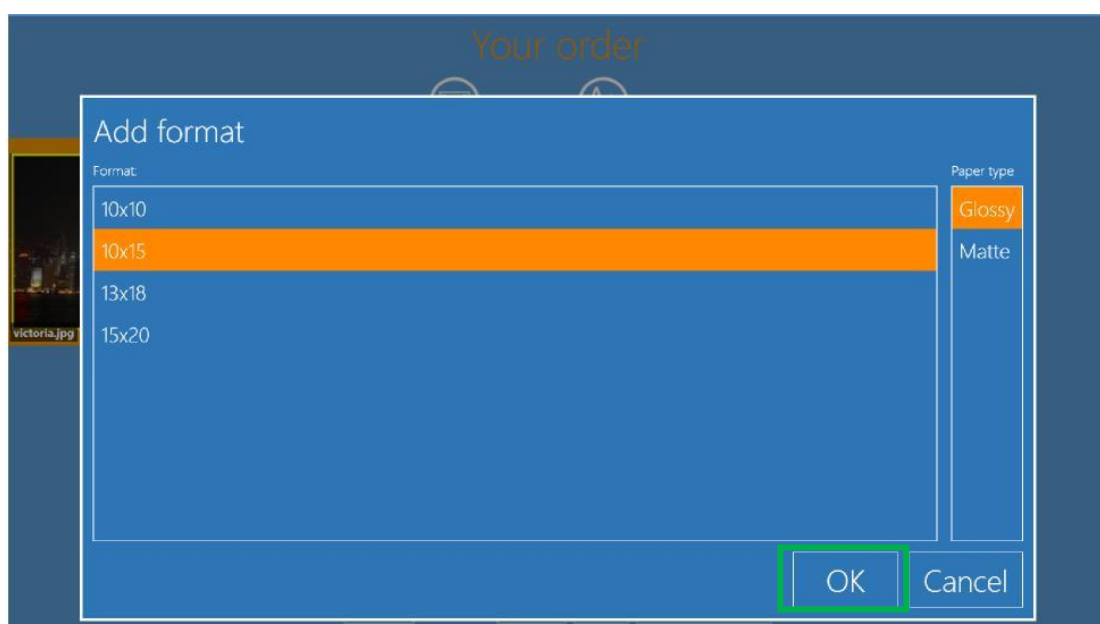 Your order
Add format
Format:
Paper type
10x10
Glossy
10x15
Matte
13x18
15x20
victoria.jpg
OK
Cancel